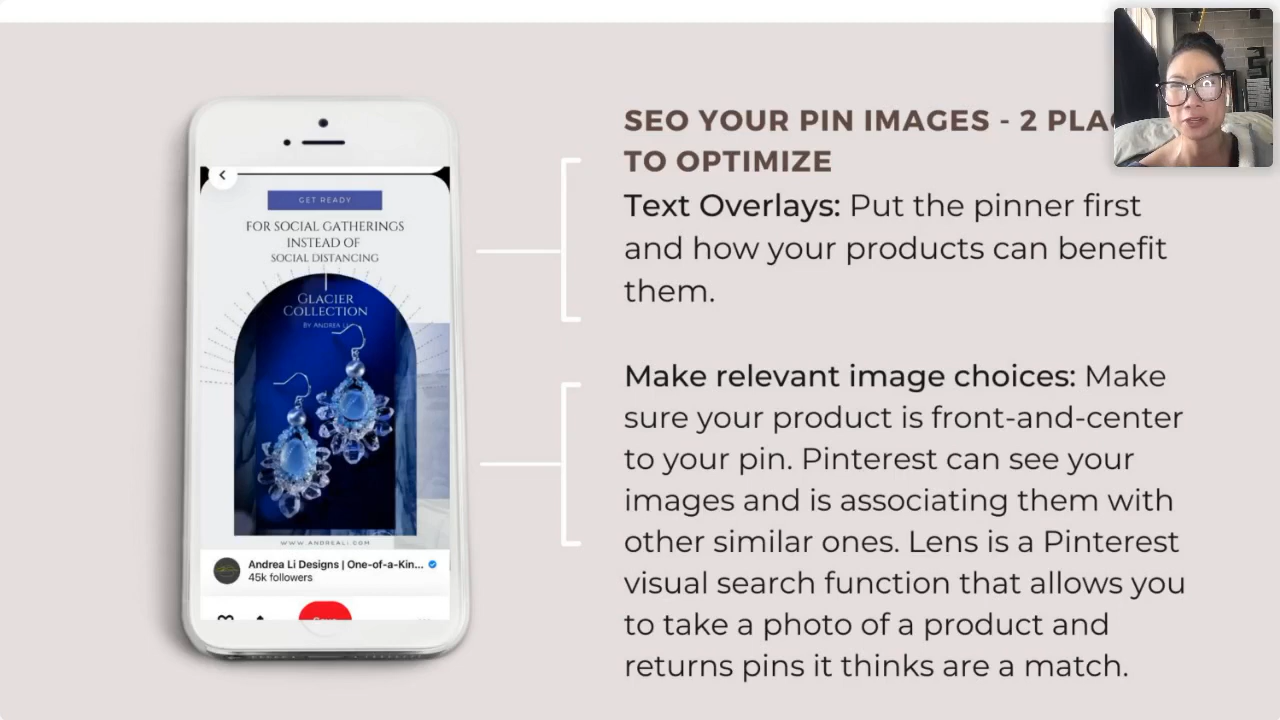 GET READY
FOR SOCIAL GATHERINGS
INSTEAD OF
SOCIAL DISTANCING
GLACIER
COLLECTION
BY ANDREA LI
WWW.ANDREALI.COM
Andrea Li Designs | One-of-a-Kin...
45k followers
Save
SEO YOUR PIN IMAGES - 2 PLAC
TO OPTIMIZE
Text Overlays: Put the pinner first
and how your products can benefit
them.
Make relevant image choices: Make
sure your product is front-and-center
to your pin. Pinterest can see your
images and is associating them with
other similar ones. Lens is a Pinterest
visual search function that allows you
to take a photo of a product and
returns pins it thinks are a match.